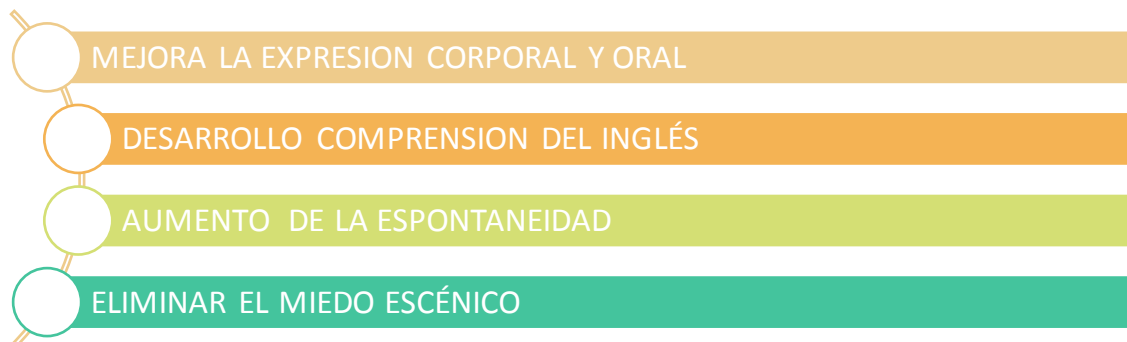 MEJORA LA EXPRESION CORPORAL Y ORAL
DESARROLLO COMPRENSION DEL INGLÉS
AUMENTO DE LA ESPONTANEIDAD
ELIMINAR EL MIEDO ESCÉNICO